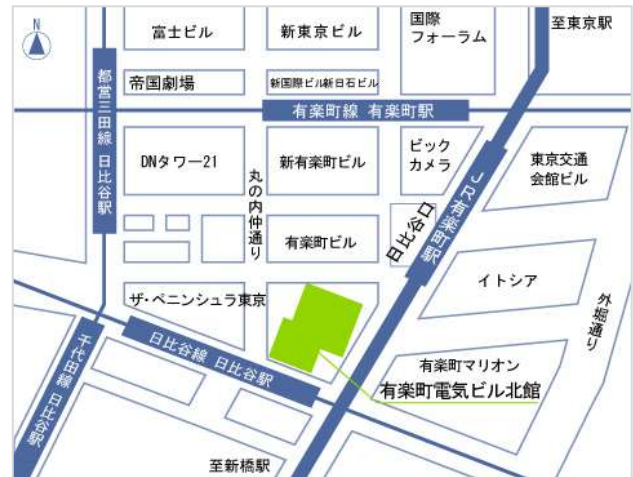 N
富士ビル
新東京ビル
国際
フォーラム
至東京駅
都営三田線 日比谷駅
帝国劇場
新国際ビル新日石ビル
有楽町線 有楽町駅
DNタワー21
新有楽町ビル
ビック
カメラ
東京交通
会館ビル
丸の内仲通り
JR有楽町駅
日比谷口
有楽町ビル
イトシア
ザ・ペニンシュラ東京
外堀通り
日比谷線 日比谷駅
千代田線 日比谷駅
有楽町マリオン
有楽町電気ビル北館
至新橋駅